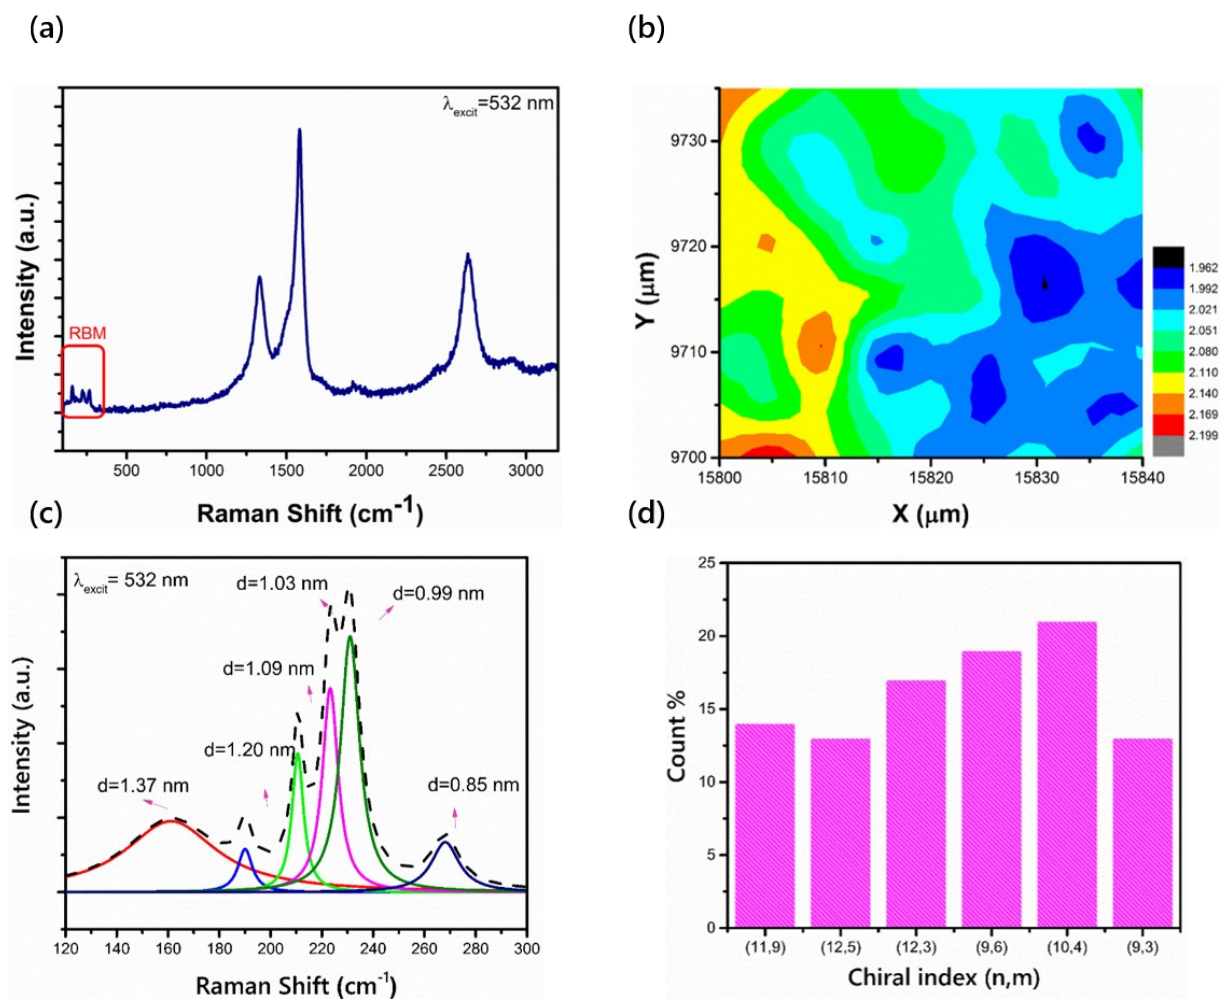 (a)
(b)
λexcit=532 nm
RBM
Intensity (a.u.)
500 1000 1500 2000 2500 3000
Raman Shift (cm-1)
9730
9720
9710
9700
Y (μm)
15800 15810 15820 15830 15840
X (μm)
1.962
1.992
2.021
2.051
2.080
2.110
2.140
2.169
2.199
(c)
(d)
λexcit= 532 nm
d=1.03 nm
d=0.99 nm
d=1.09 nm
d=1.20 nm
d=1.37 nm
d=0.85 nm
Intensity (a.u.)
120 140 160 180 200 220 240 260 280 300
Raman Shift (cm-1)
25
20
15
10
5
0
Count %
(11,9) (12,5) (12,3) (9,6) (10,4) (9,3)
Chiral index (n,m)